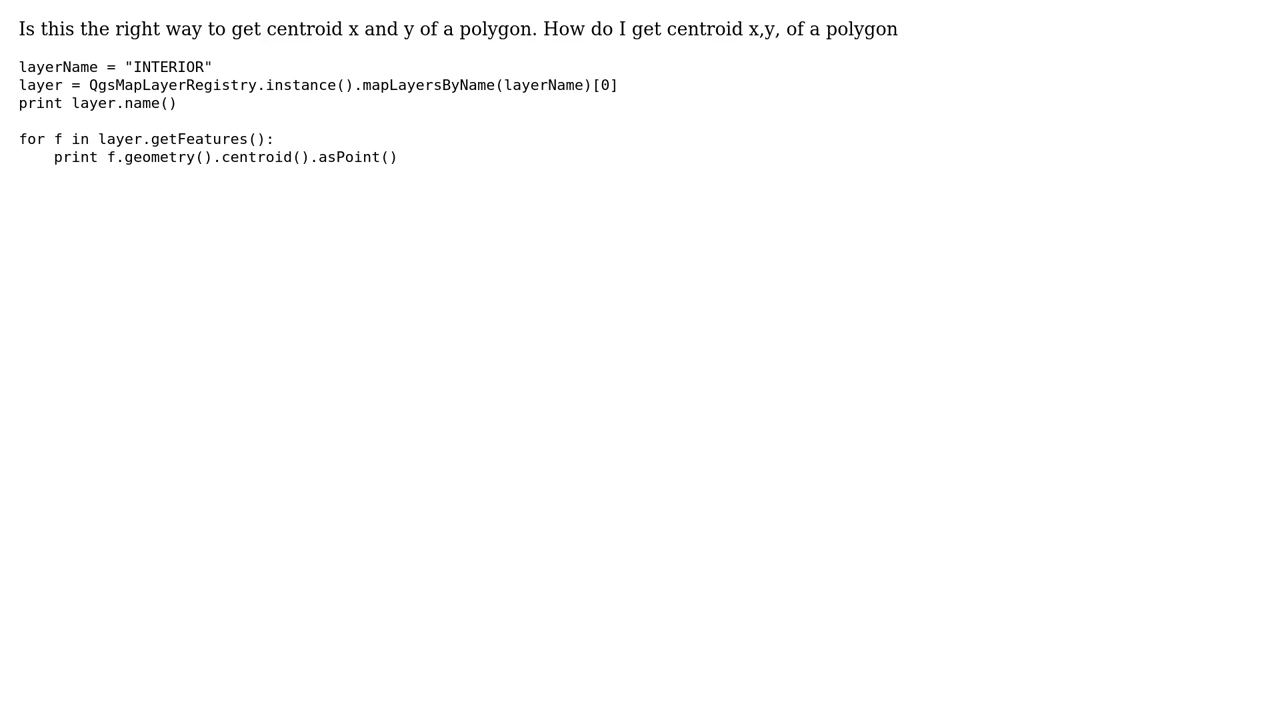 Is this the right way to get centroid x and y of a polygon. How do I get centroid x,y, of a polygon
layerName = "INTERIOR"
layer = QgsMapLayerRegistry.instance().mapLayersByName(layerName)[0]
print layer.name()

for f in layer.getFeatures():
    print f.geometry().centroid().asPoint()